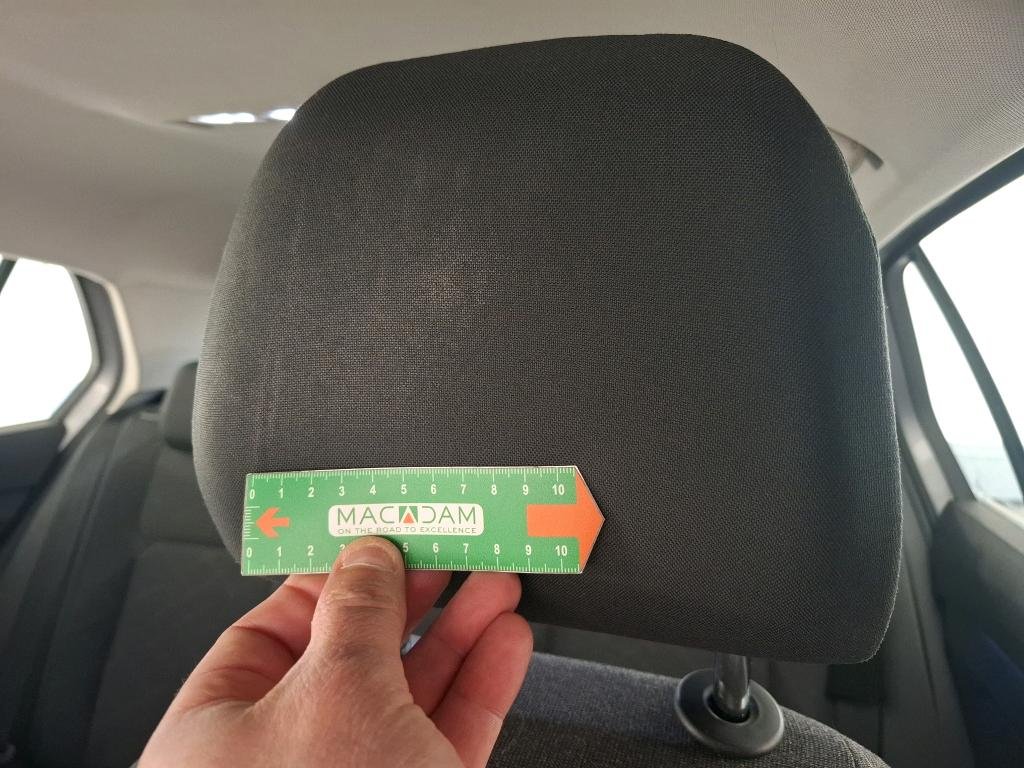 0 1 2 3 4 5 6 7 8 9 10
MACADAM
ON THE ROAD TO EXCELLENCE
0 1 2 3 5 6 7 8 9 10